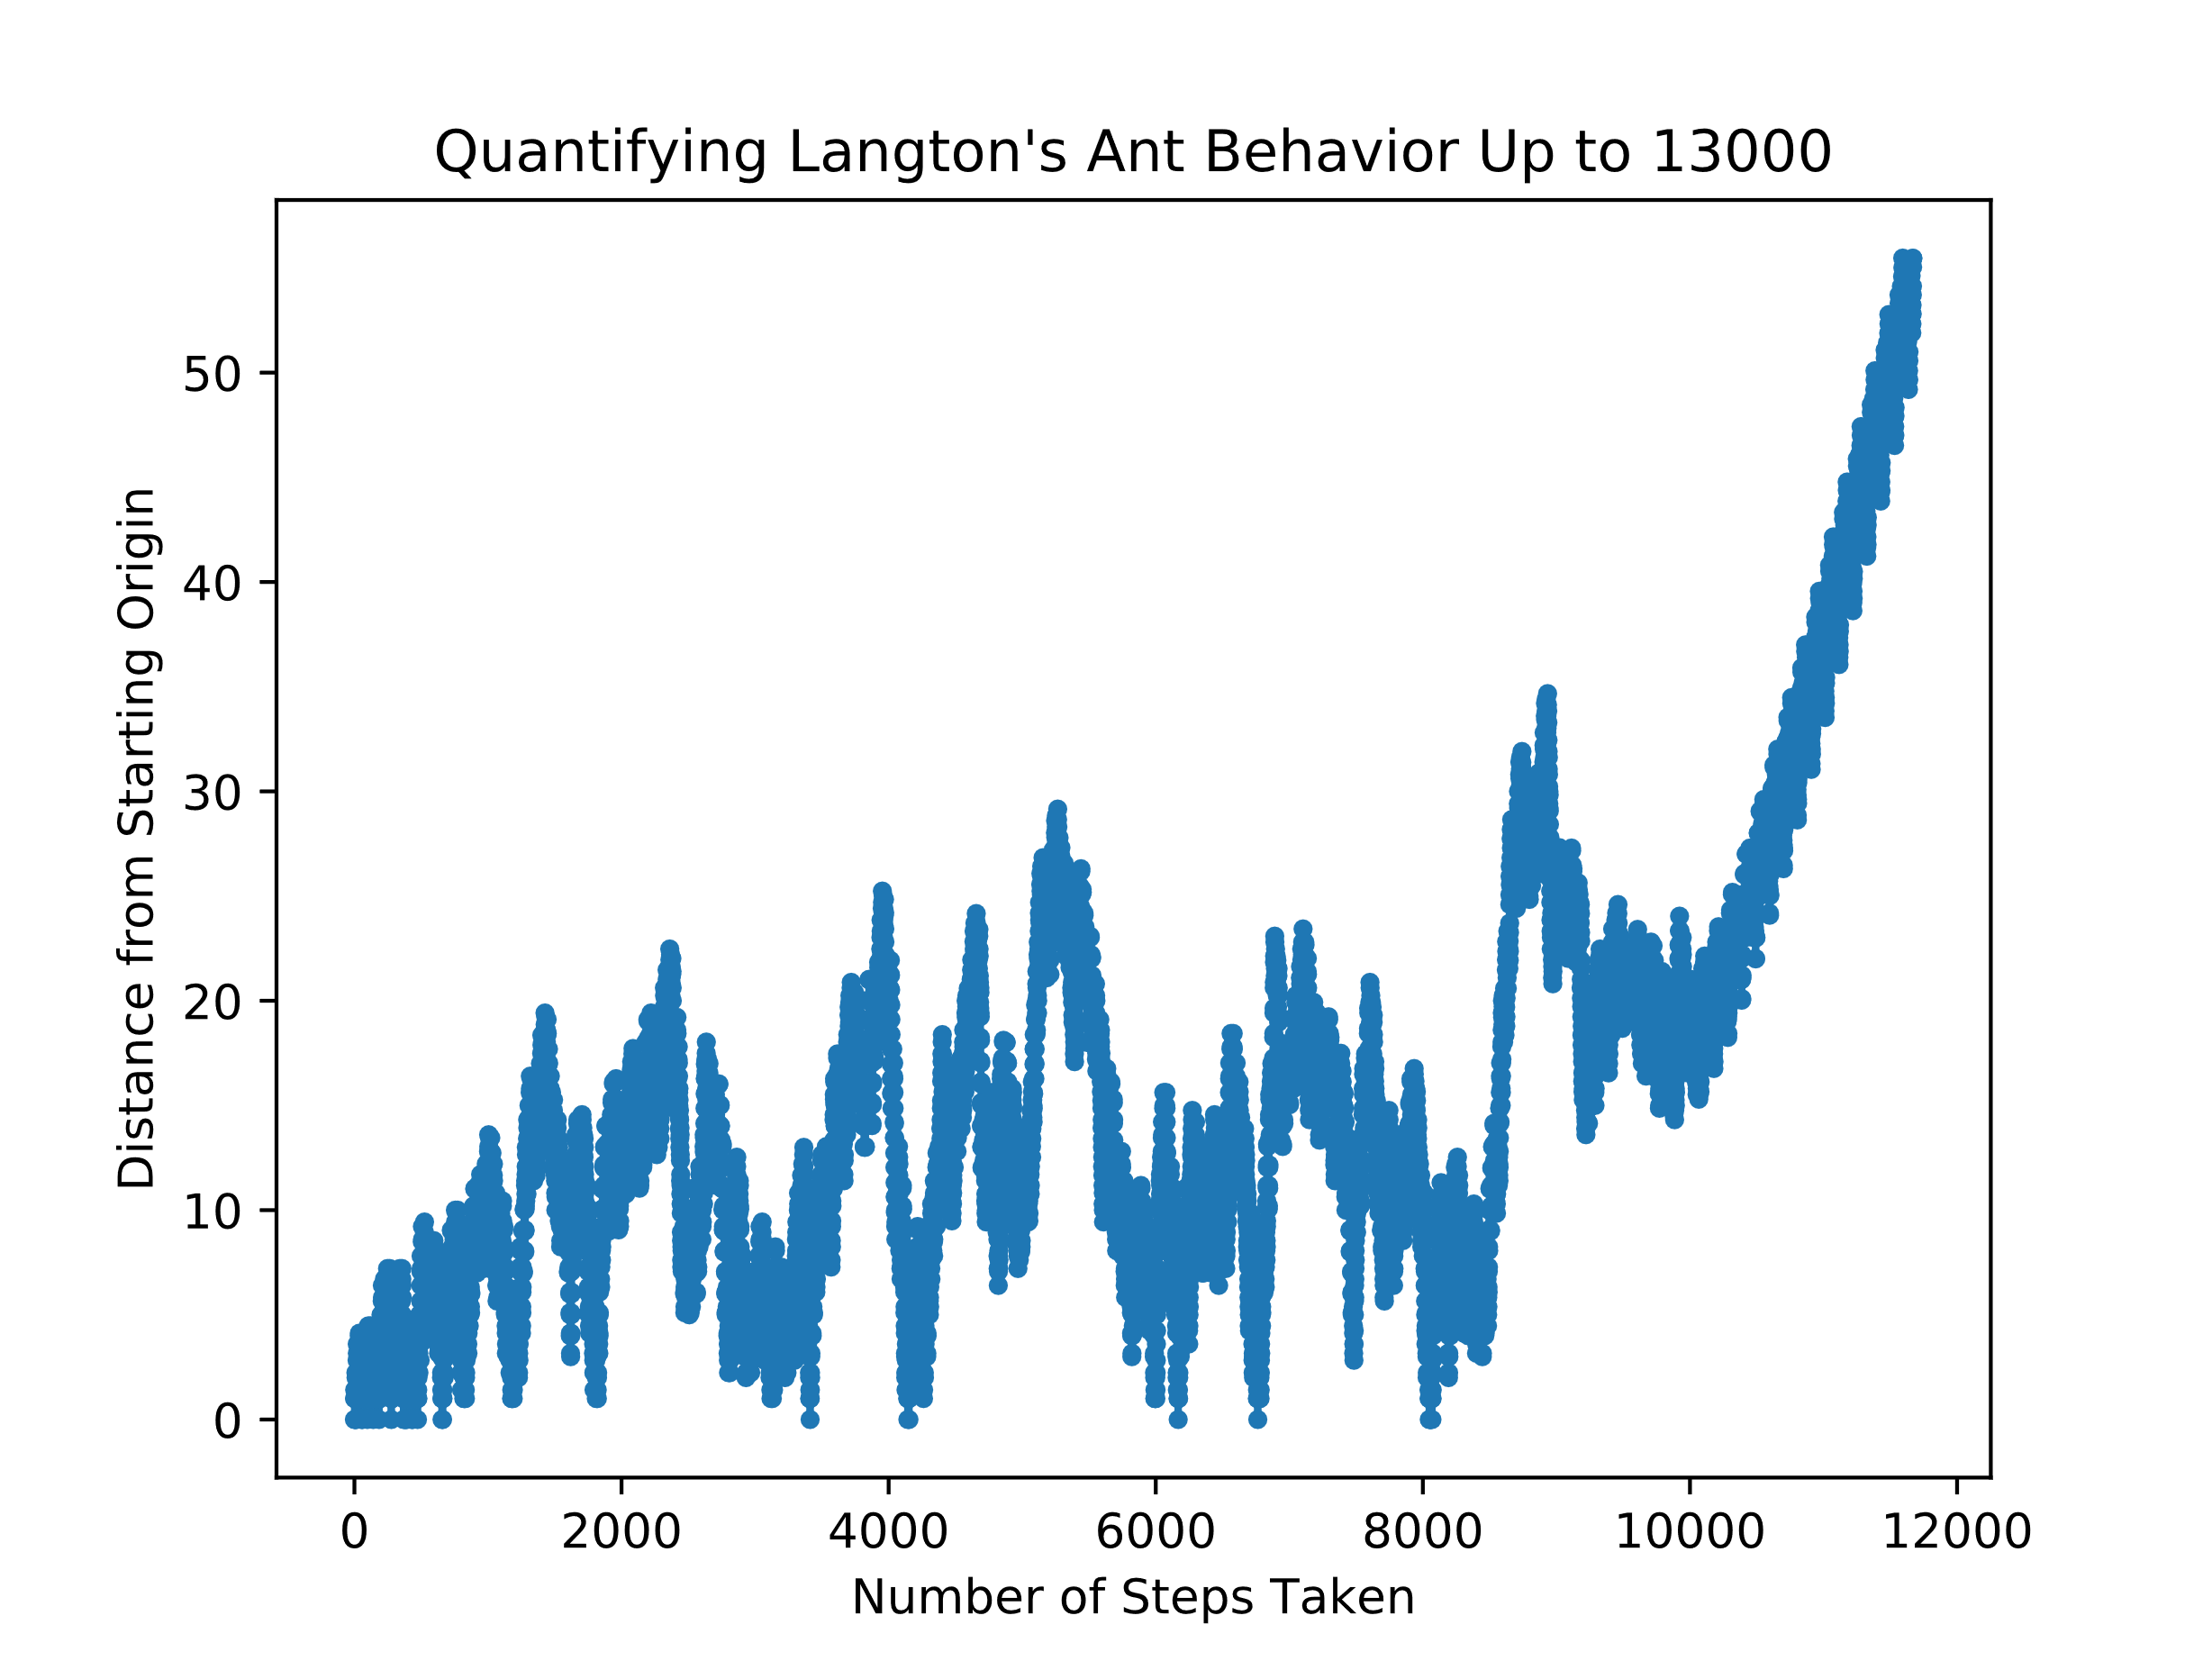 Quantifying Langton's Ant Behavior Up to 13000
Distance from Starting Origin
50
40
30
20
10
0
0 2000 4000 6000 8000 10000 12000
Number of Steps Taken